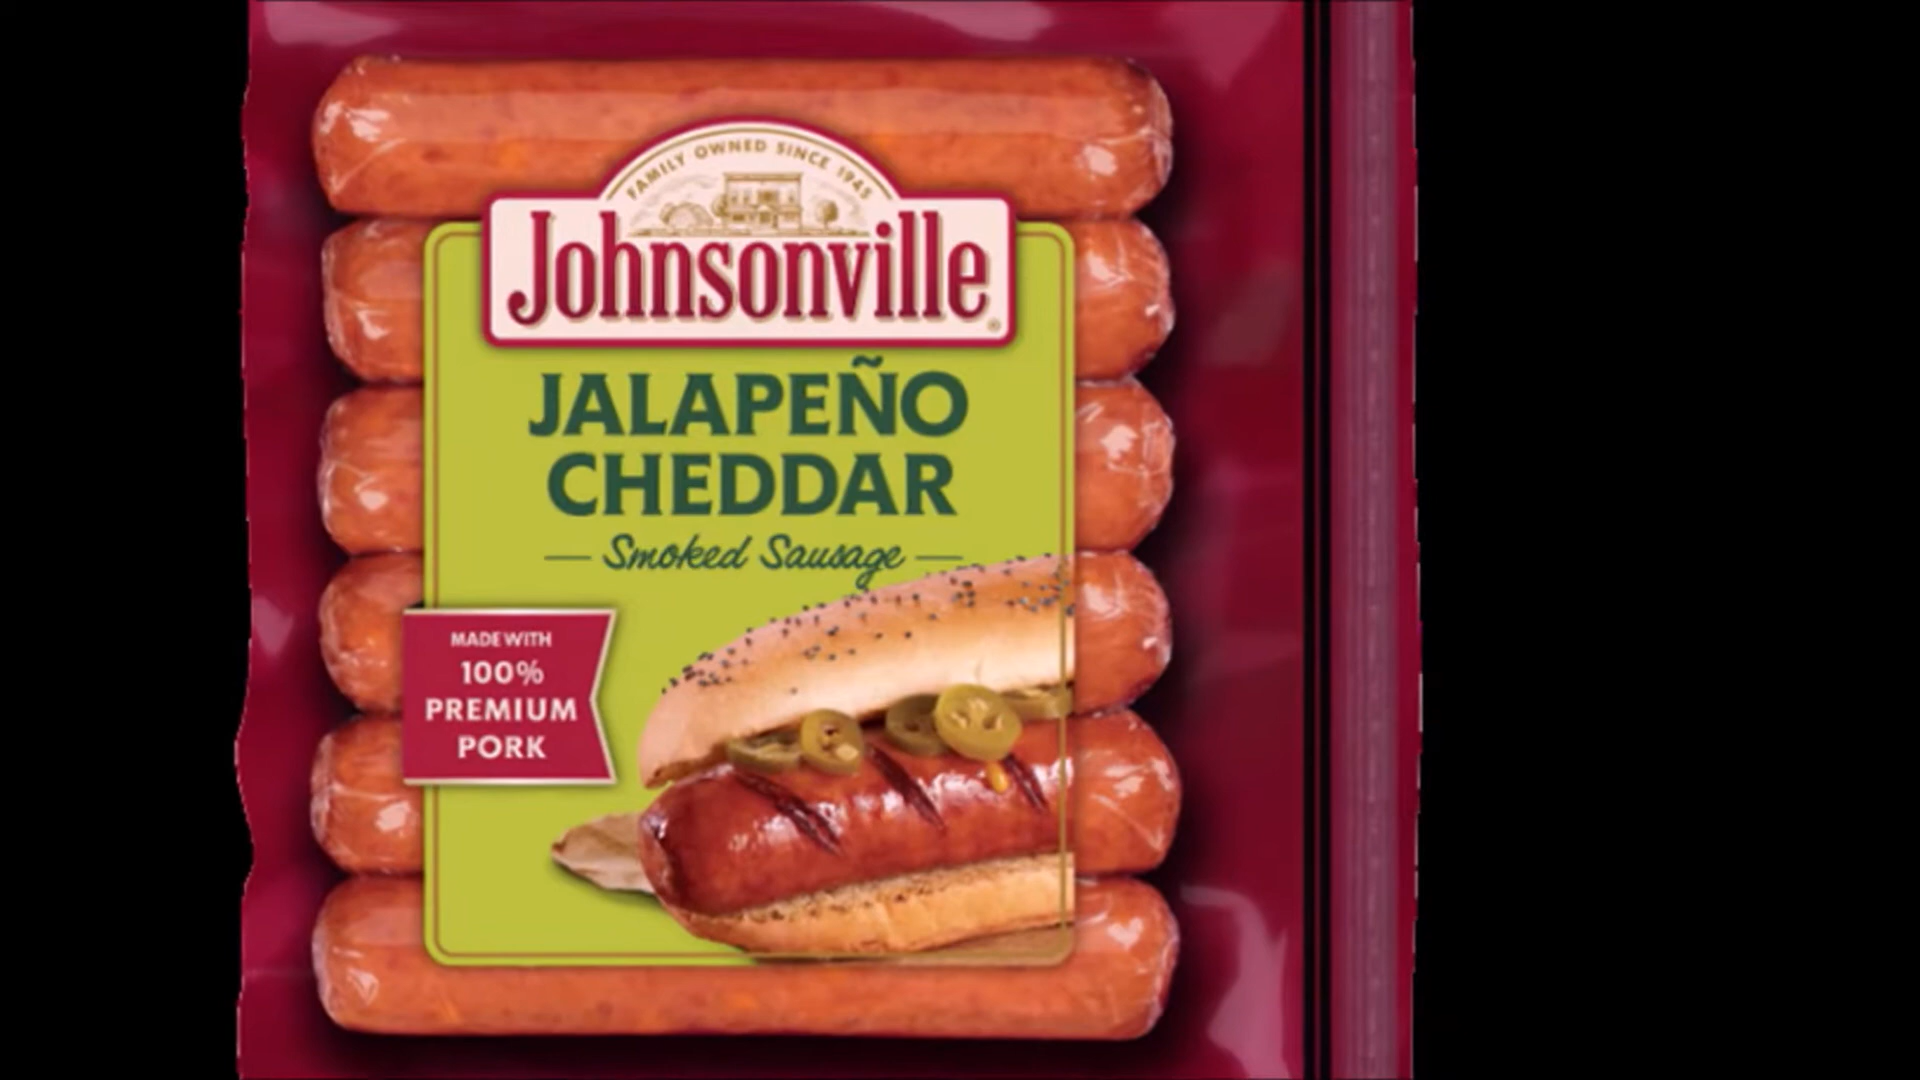 FAMILY OWNED SINCE 1945
Johnsonville®
JALAPEÑO
CHEDDAR
Smoked Sausage
MADE WITH
100%
PREMIUM
PORK